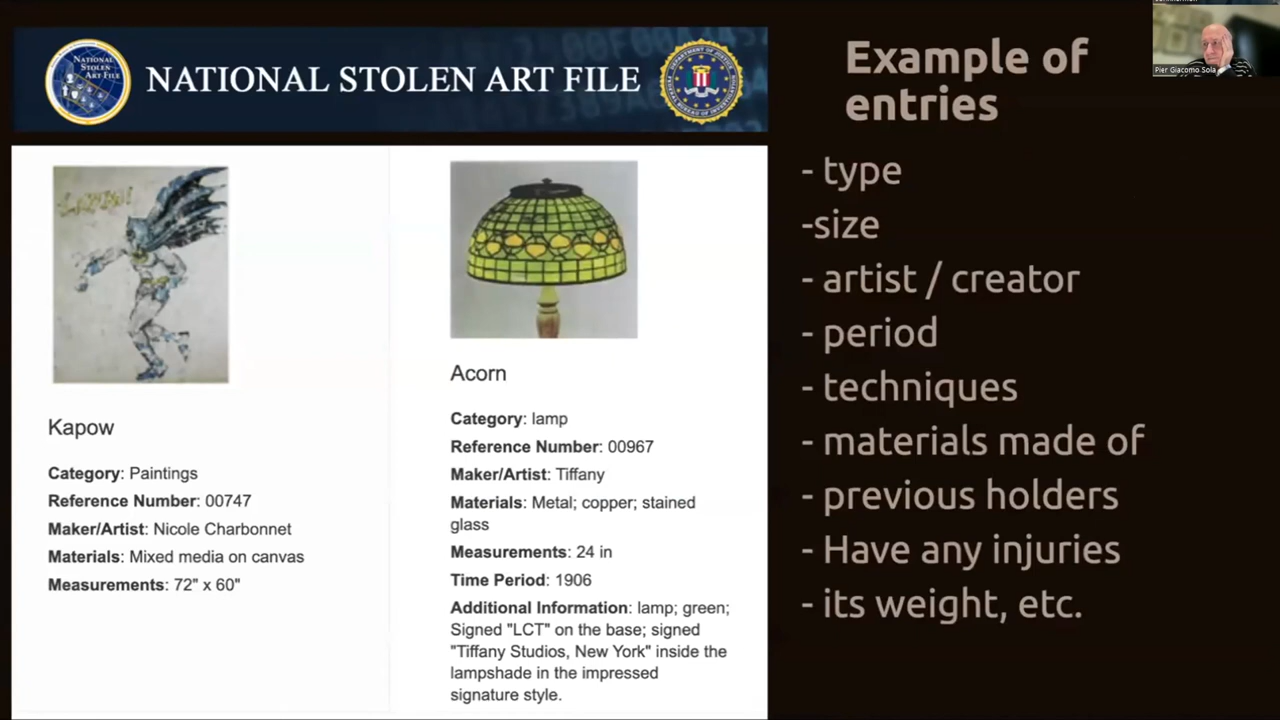 NATIONAL
STOLEN
ART FILE
NATIONAL STOLEN ART FILE
Kapow
Category: Paintings
Reference Number: 00747
Maker/Artist: Nicole Charbonnet
Materials: Mixed media on canvas
Measurements: 72" x 60"
Acorn
Category: lamp
Reference Number: 00967
Maker/Artist: Tiffany
Materials: Metal; copper; stained
glass
Measurements: 24 in
Time Period: 1906
Additional Information: lamp; green;
Signed "LCT" on the base; signed
"Tiffany Studios, New York" inside the
lampshade in the impressed
signature style.
Example of
entries
- type
-size
- artist / creator
- period
- techniques
- materials made of
- previous holders
- Have any injuries
- its weight, etc.
Pier Giacomo Sola